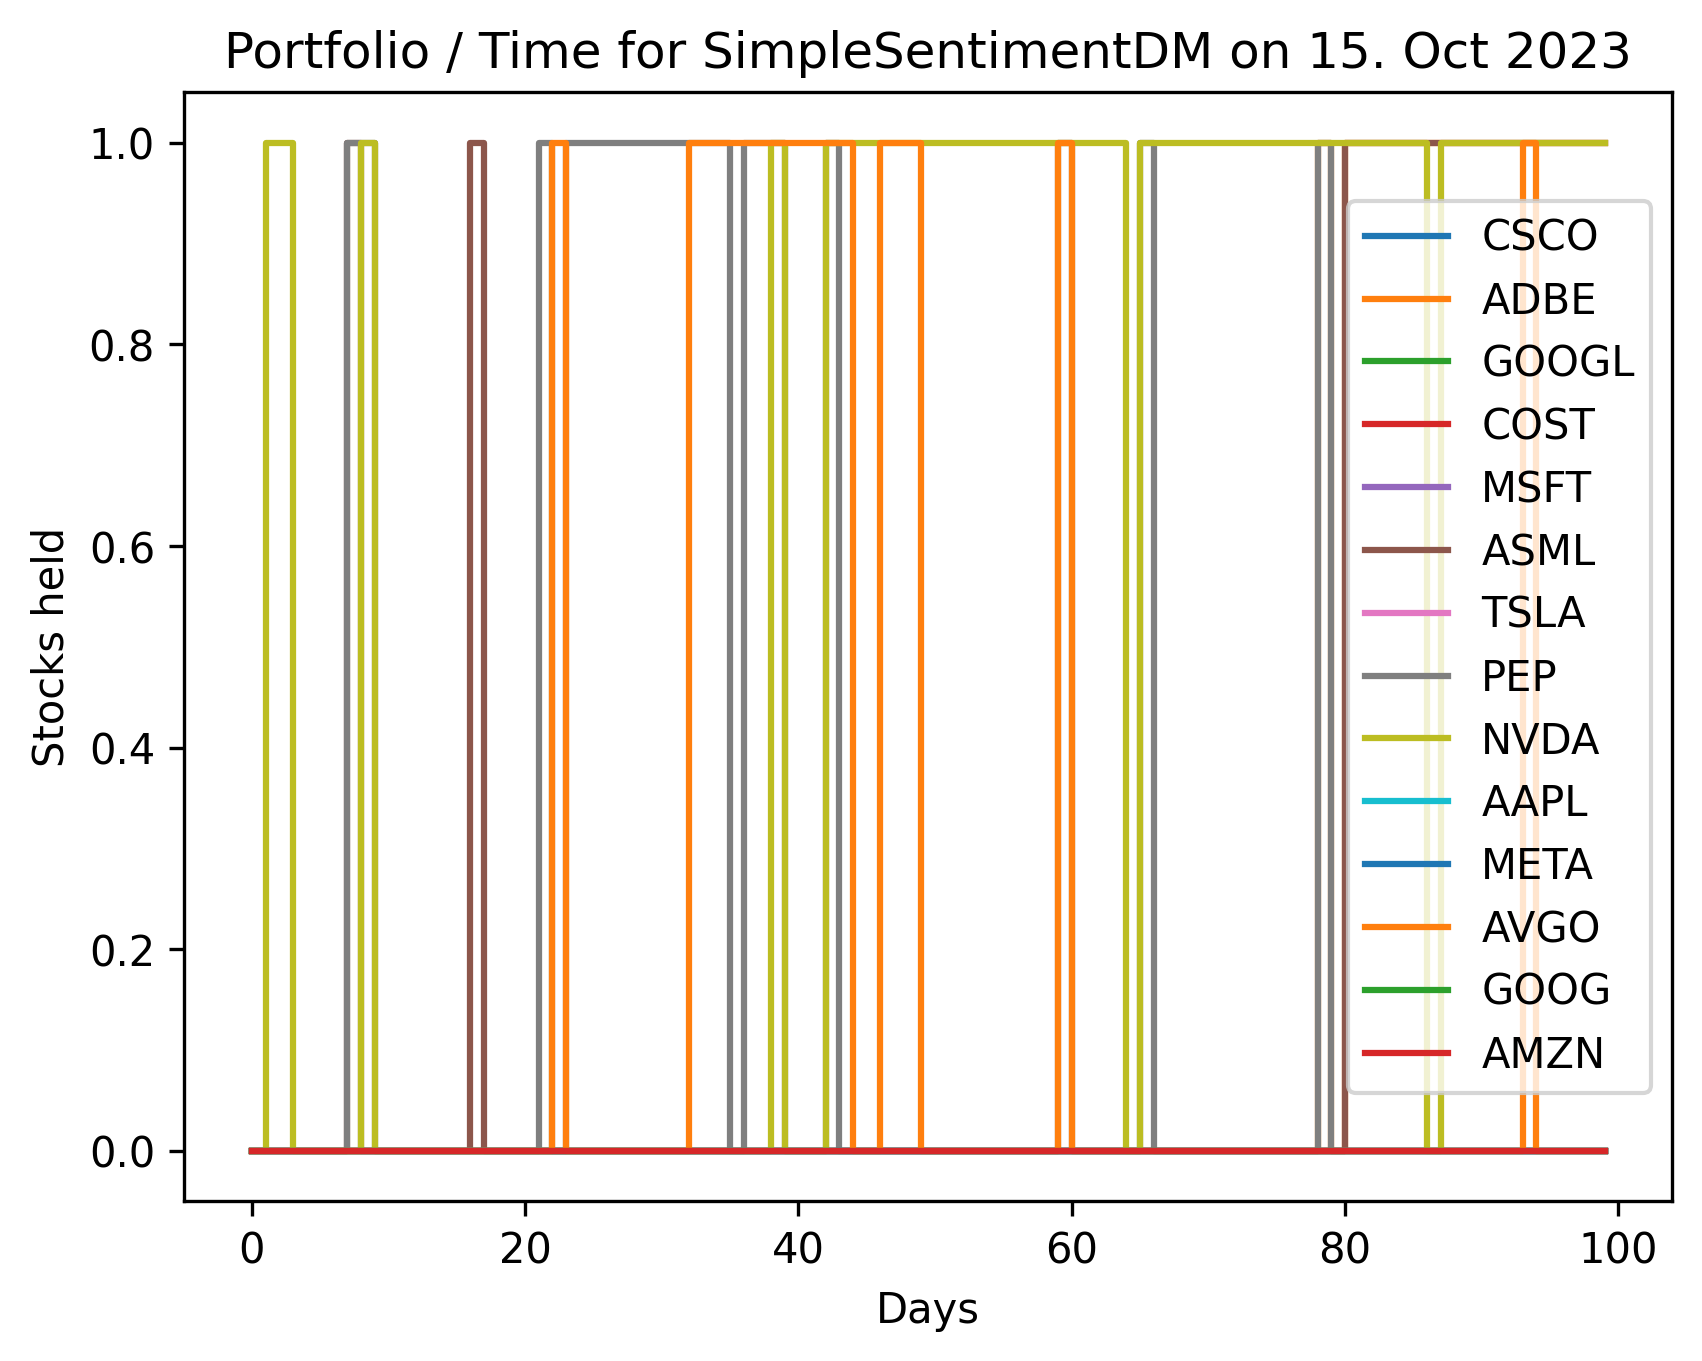 Portfolio / Time for SimpleSentimentDM on 15. Oct 2023
1.0
0.8
0.6
0.4
0.2
0.0
Stocks held
CSCO
ADBE
GOOGL
COST
MSFT
ASML
TSLA
PEP
NVDA
AAPL
META
AVGO
GOOG
AMZN
0 20 40 60 80 100
Days